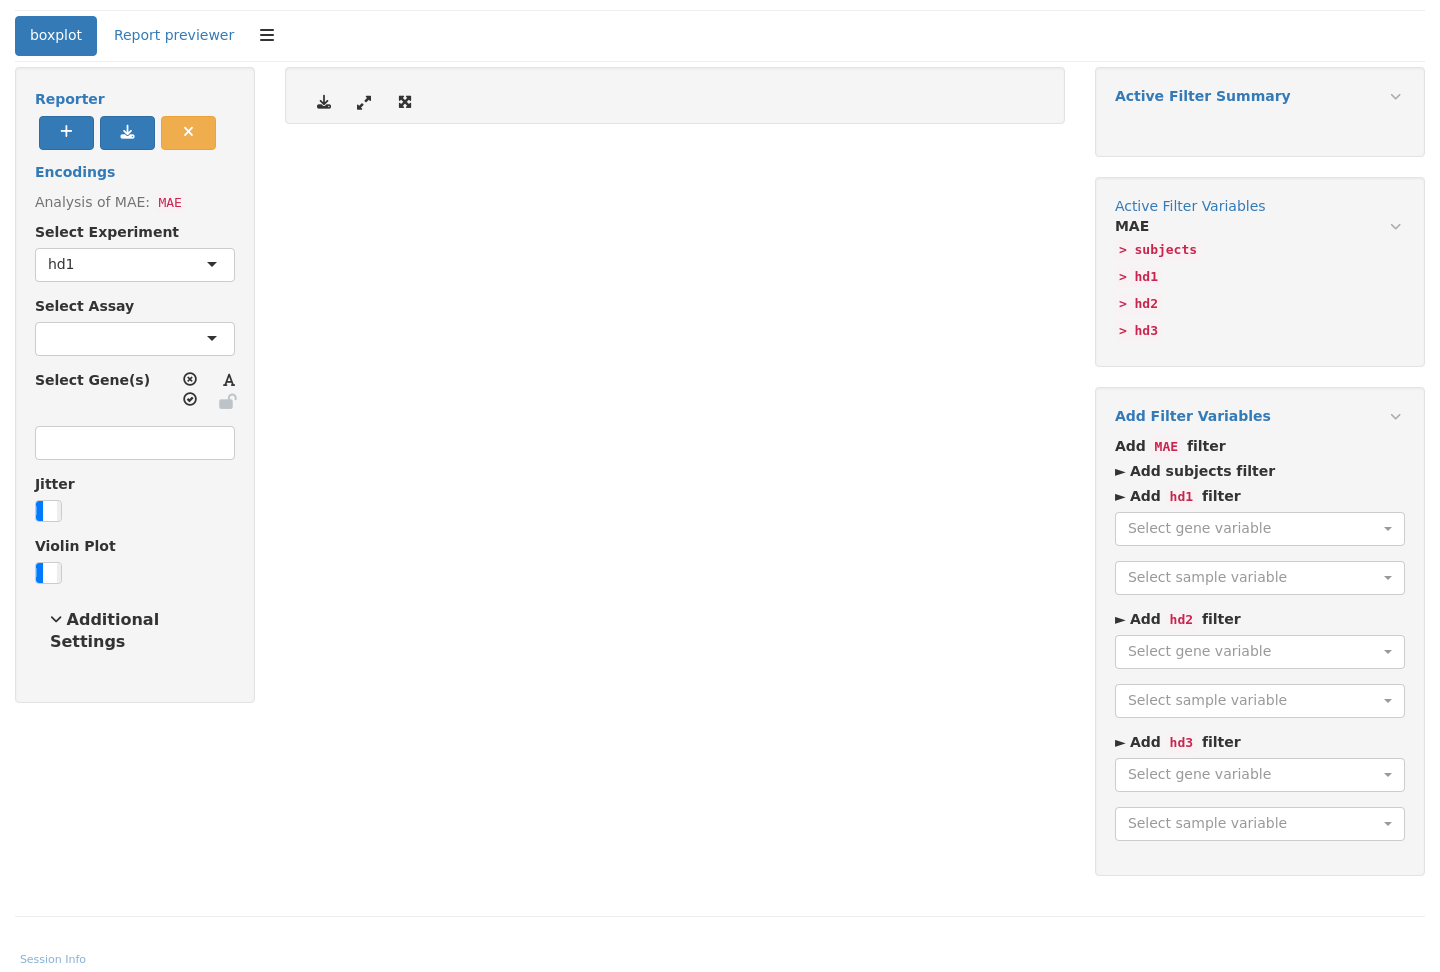 boxplot
Report previewer
Reporter
Encodings
Analysis of MAE: MAE
Select Experiment
hd1
Select Assay
Select Gene(s)
Jitter
Violin Plot
Additional
Settings
Active Filter Summary
Active Filter Variables
MAE
> subjects
> hd1
> hd2
> hd3
Add Filter Variables
Add MAE filter
► Add subjects filter
► Add hd1 filter
Select gene variable
Select sample variable
► Add hd2 filter
Select gene variable
Select sample variable
► Add hd3 filter
Select gene variable
Select sample variable
Session Info